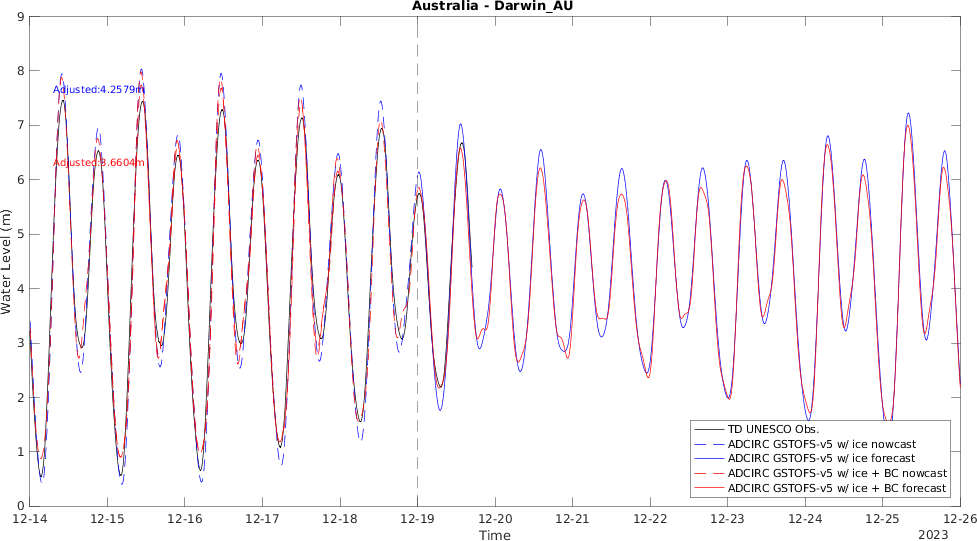 Australia - Darwin_AU
9
8
7
6
5
4
3
2
1
0
Water Level (m)
Adjusted:4.2579m
Adjusted:3.6604m
TD UNESCO Obs.
ADCIRC GSTOFS-v5 w/ ice nowcast
ADCIRC GSTOFS-v5 w/ ice forecast
ADCIRC GSTOFS-v5 w/ ice + BC nowcast
ADCIRC GSTOFS-v5 w/ ice + BC forecast
12-14 12-15 12-16 12-17 12-18 12-19 12-20 12-21 12-22 12-23 12-24 12-25 12-26
Time
2023